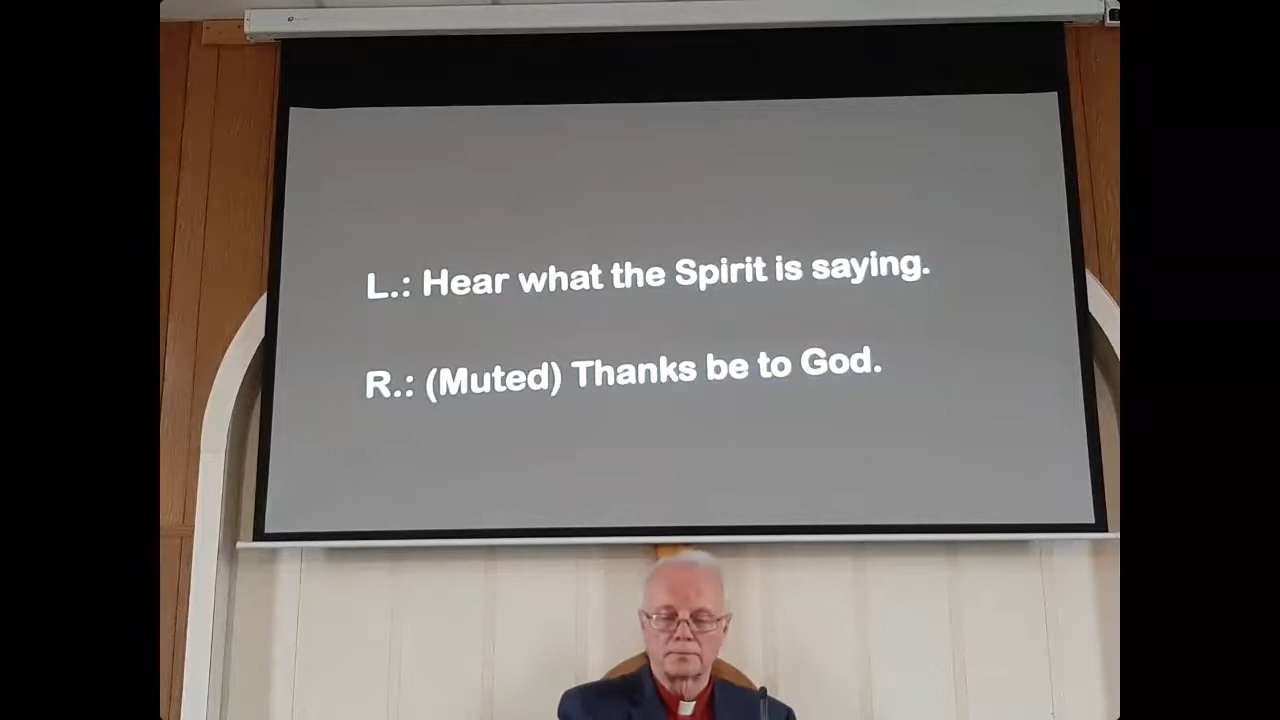 L.: Hear what the Spirit is saying.
R.: (Muted) Thanks be to God.